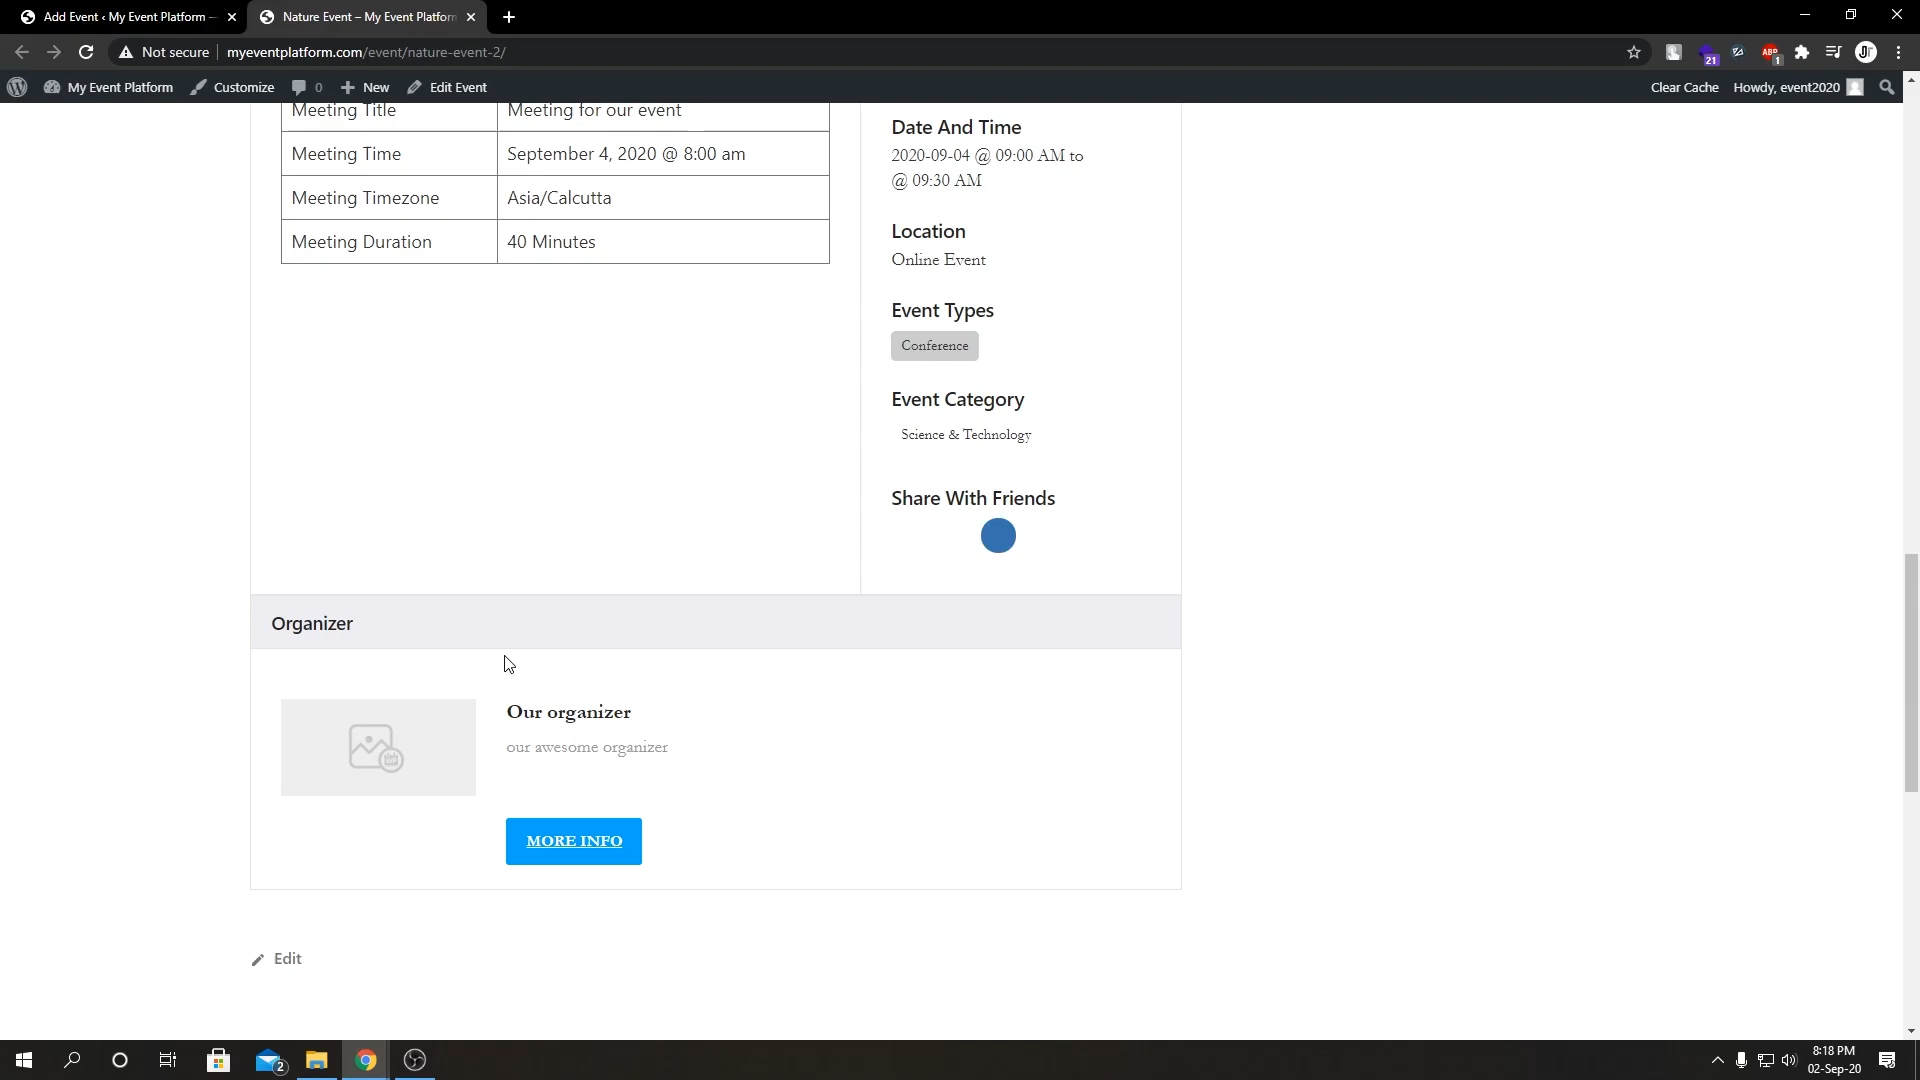 Add Event ‹ My Event Platform —
Nature Event – My Event Platform
Not secure
myeventplatform.com/event/nature-event-2/
21
ABP
1
My Event Platform
Customize
0
New
Edit Event
Clear Cache
Howdy, event2020
Meeting Title
Meeting for our event
Meeting Time
September 4, 2020 @ 8:00 am
Meeting Timezone
Asia/Calcutta
Meeting Duration
40 Minutes
Date And Time
2020-09-04 @ 09:00 AM to
@ 09:30 AM
Location
Online Event
Event Types
Conference
Event Category
Science & Technology
Share With Friends
Organizer
Our organizer
our awesome organizer
MORE INFO
Edit
2
8:18 PM
02-Sep-20